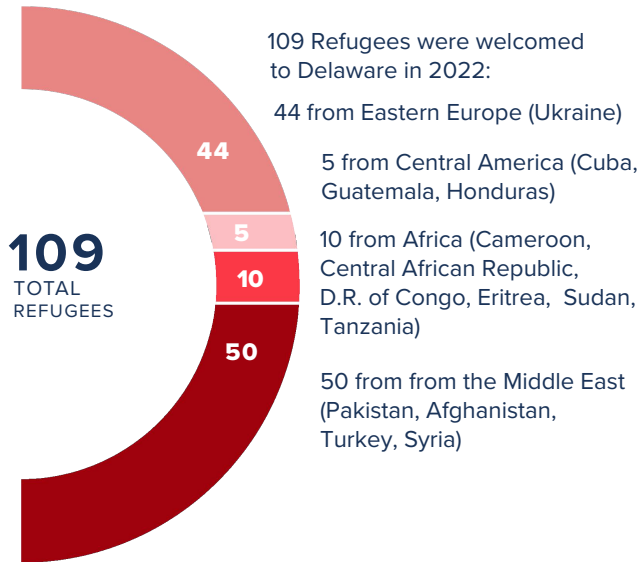 109 Refugees were welcomed
to Delaware in 2022:
44 from Eastern Europe (Ukraine)
5 from Central America (Cuba,
Guatemala, Honduras)
10 from Africa (Cameroon,
Central African Republic,
D.R. of Congo, Eritrea, Sudan,
Tanzania)
50 from from the Middle East
(Pakistan, Afghanistan,
Turkey, Syria)
44
5
10
50
109
TOTAL
REFUGEES